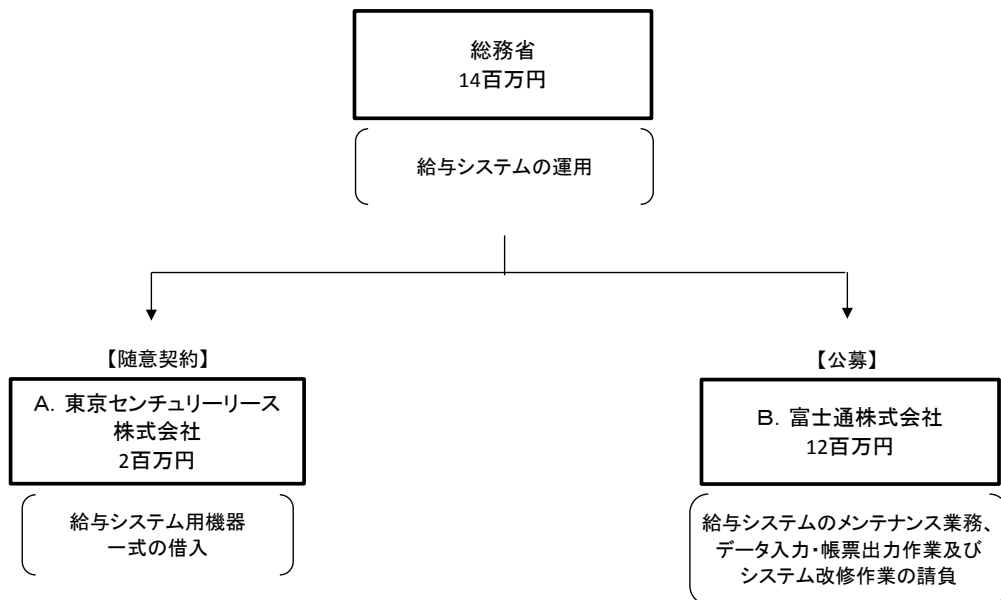 総務省
14百万円
給与システムの運用
【随意契約】
A. 東京センチュリーリース
株式会社
2百万円
給与システム用機器
一式の借入
【公募】
B. 富士通株式会社
12百万円
給与システムのメンテナンス業務、
データ入力・帳票出力作業及び
システム改修作業の請負